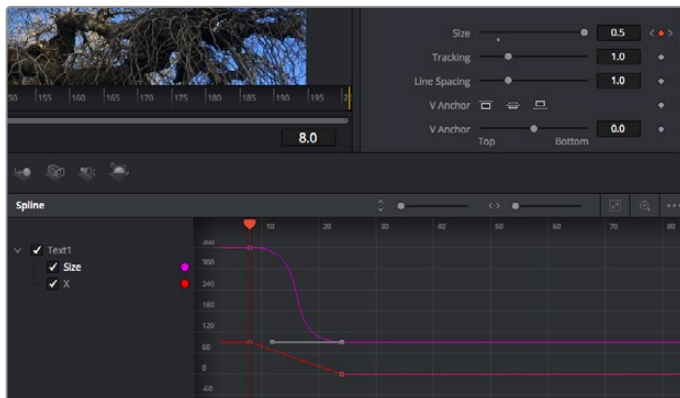 Size 0.5
Tracking 1.0
Line Spacing 1.0
V Anchor
V Anchor 0.0
Top Bottom
155 160 165 170 175 180 185 190 195
8.0
Spline
10 20 30 40 50 60 70 80
Text1
Size
X
300
240
180
120
60
0
-60